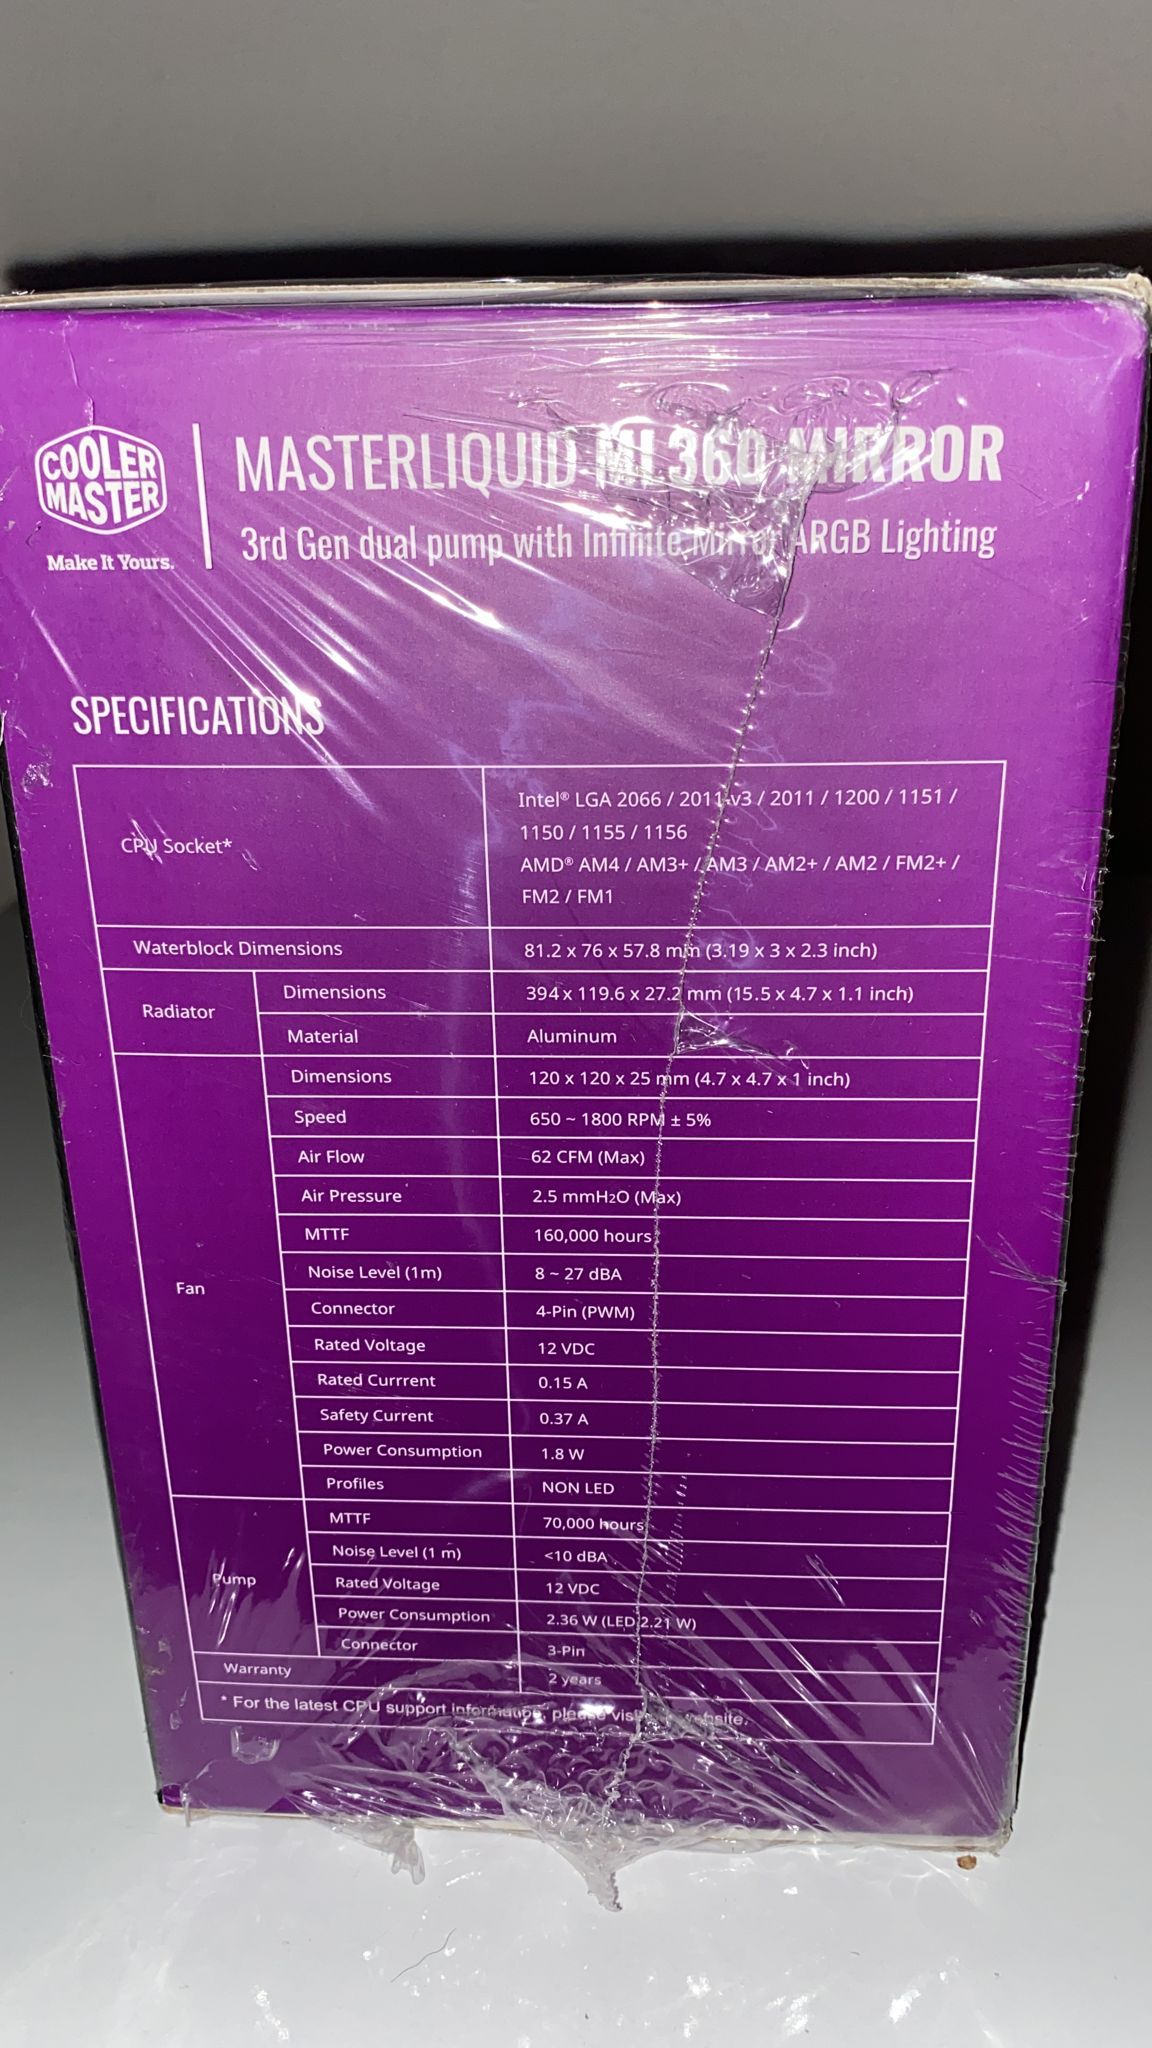 COOLER
MASTER
Make It Yours.
MASTERLIQUID ML360 MIRROR
3rd Gen dual pump with Infinite Mirror ARGB Lighting
SPECIFICATIONS
CPU Socket*
Intel® LGA 2066 / 2011-v3 / 2011 / 1200 / 1151 /
1150 / 1155 / 1156
AMD® AM4 / AM3+ / AM3 / AM2+ / AM2 / FM2+ /
FM2 / FM1
Waterblock Dimensions 81.2 x 76 x 57.8 mm (3.19 x 3 x 2.3 inch)
Radiator
Dimensions 394 x 119.6 x 27.2 mm (15.5 x 4.7 x 1.1 inch)
Material Aluminum
Fan
Dimensions 120 x 120 x 25 mm (4.7 x 4.7 x 1 inch)
Speed 650 ~ 1800 RPM ± 5%
Air Flow 62 CFM (Max)
Air Pressure 2.5 mmH₂O (Max)
MTTF 160,000 hours
Noise Level (1m) 8 ~ 27 dBA
Connector 4-Pin (PWM)
Rated Voltage 12 VDC
Rated Currrent 0.15 A
Safety Current 0.37 A
Power Consumption 1.8 W
Profiles NON LED
Pump
MTTF 70,000 hours
Noise Level (1 m) <10 dBA
Rated Voltage 12 VDC
Power Consumption 2.36 W (LED 2.21 W)
Connector 3-Pin
Warranty 2 years
* For the latest CPU support information, please visit website.